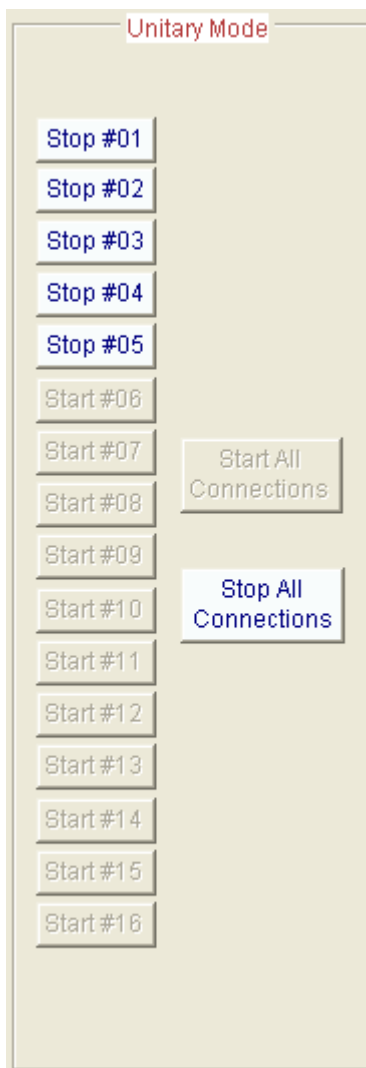 Unitary Mode
Stop #01
Stop #02
Stop #03
Stop #04
Stop #05
Start #06
Start #07
Start #08
Start #09
Start #10
Start #11
Start #12
Start #13
Start #14
Start #15
Start #16
Start All
Connections
Stop All
Connections